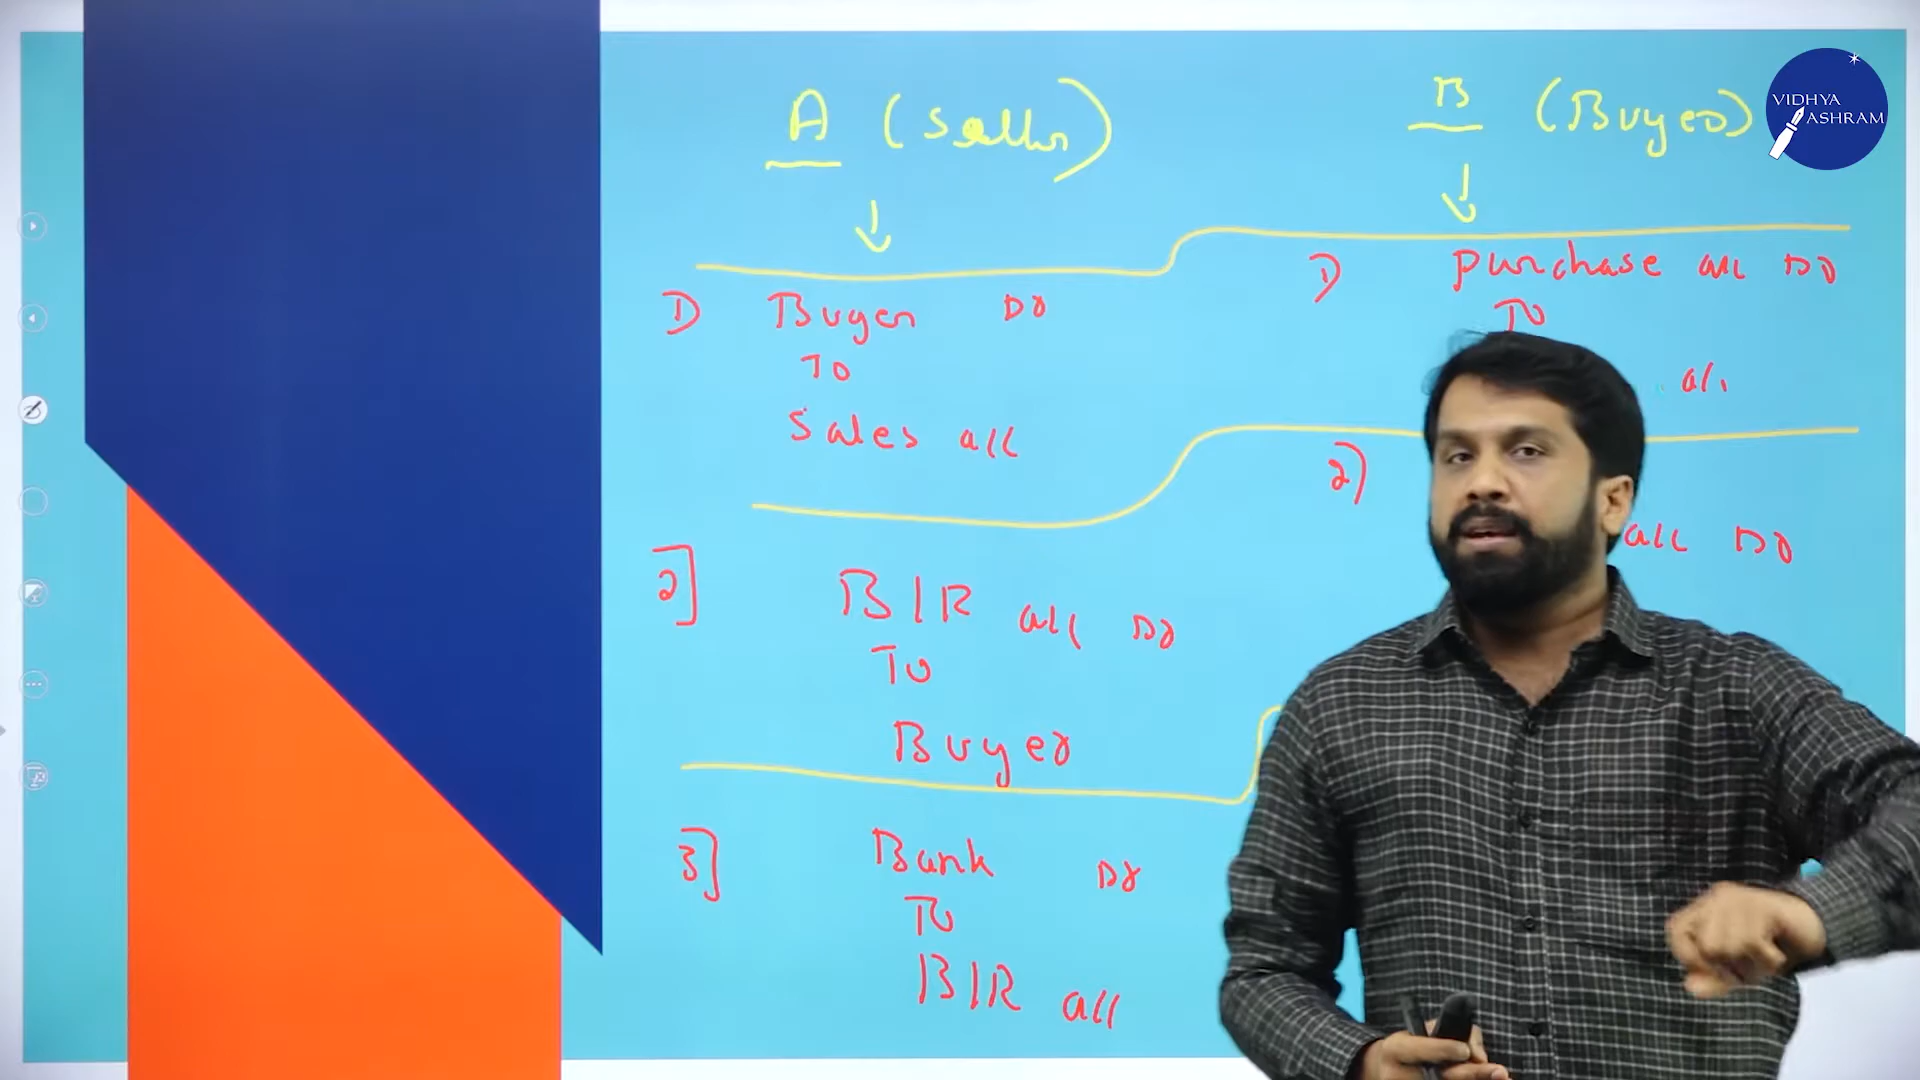 A (Seller)
B (Buyer)
VIDHYA
ASHRAM
1) Buyer Dr
To
Sales a/c
1) purchase a/c Dr
To
a/c
2] B/R a/c Dr
To
Buyer
2)
a/c Dr
3] Bank Dr
To
B/R a/c